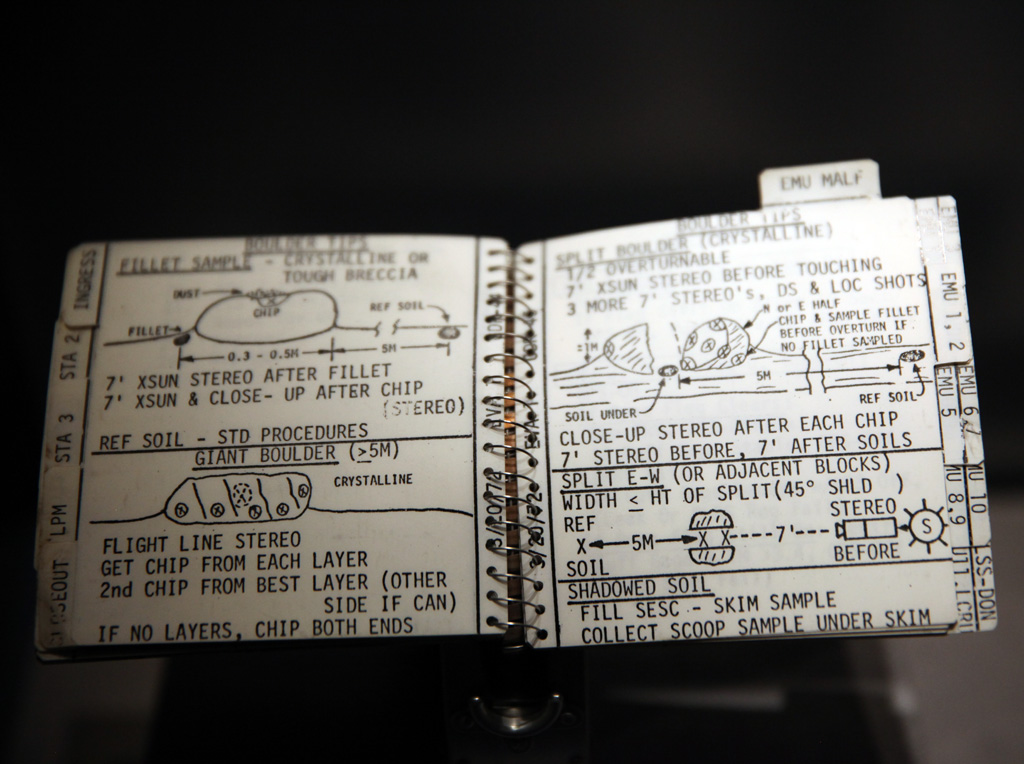 INGRESS
STA 2
STA 3
LPM
BOULDER TIPS
FILLET SAMPLE - CRYSTALLINE OR
TOUGH BRECCIA
DUST
CHIP
REF SOIL
FILLET
0.3 - 0.5M
5M
7' XSUN STEREO AFTER FILLET
7' XSUN & CLOSE- UP AFTER CHIP
(STEREO)
REF SOIL - STD PROCEDURES
GIANT BOULDER (≥5M)
CRYSTALLINE
X X X X X X
FLIGHT LINE STEREO
GET CHIP FROM EACH LAYER
2nd CHIP FROM BEST LAYER (OTHER
SIDE IF CAN)
IF NO LAYERS, CHIP BOTH ENDS
EMU MALF
BOULDER TIPS
SPLIT BOULDER (CRYSTALLINE)
1/2 OVERTURNABLE
7' XSUN STEREO BEFORE TOUCHING
3 MORE 7' STEREO's, DS & LOC SHOTS
N or E HALF
CHIP & SAMPLE FILLET
BEFORE OVERTURN IF
NO FILLET SAMPLED
≈1M
5M
SOIL UNDER
REF SOIL
CLOSE-UP STEREO AFTER EACH CHIP
7' STEREO BEFORE, 7' AFTER SOILS
SPLIT E-W (OR ADJACENT BLOCKS)
WIDTH ≤ HT OF SPLIT(45° SHLD )
REF
STEREO
X 5M X X 7' S
SOIL
BEFORE
SHADOWED SOIL
FILL SESC - SKIM SAMPLE
COLLECT SCOOP SAMPLE UNDER SKIM
EMU 1, 2
EMU 5
EMU 6
MU 8,9
MU 10